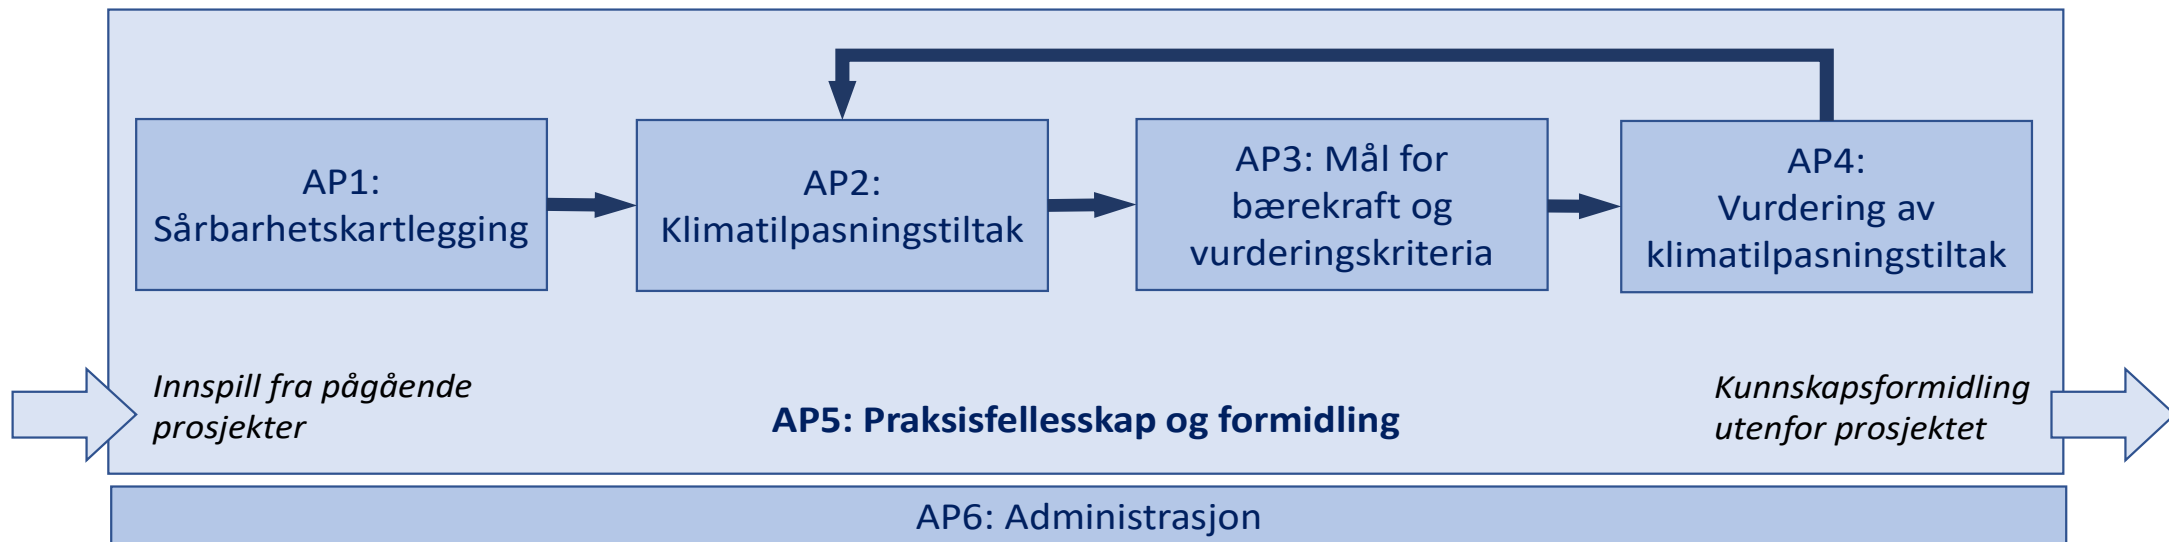 AP1:
Sårbarhetskartlegging
AP2:
Klimatilpasningstiltak
AP3: Mål for
bærekraft og
vurderingskriteria
AP4:
Vurdering av
klimatilpasningstiltak
Innspill fra pågående
prosjekter
AP5: Praksisfellesskap og formidling
Kunnskapsformidling
utenfor prosjektet
AP6: Administrasjon